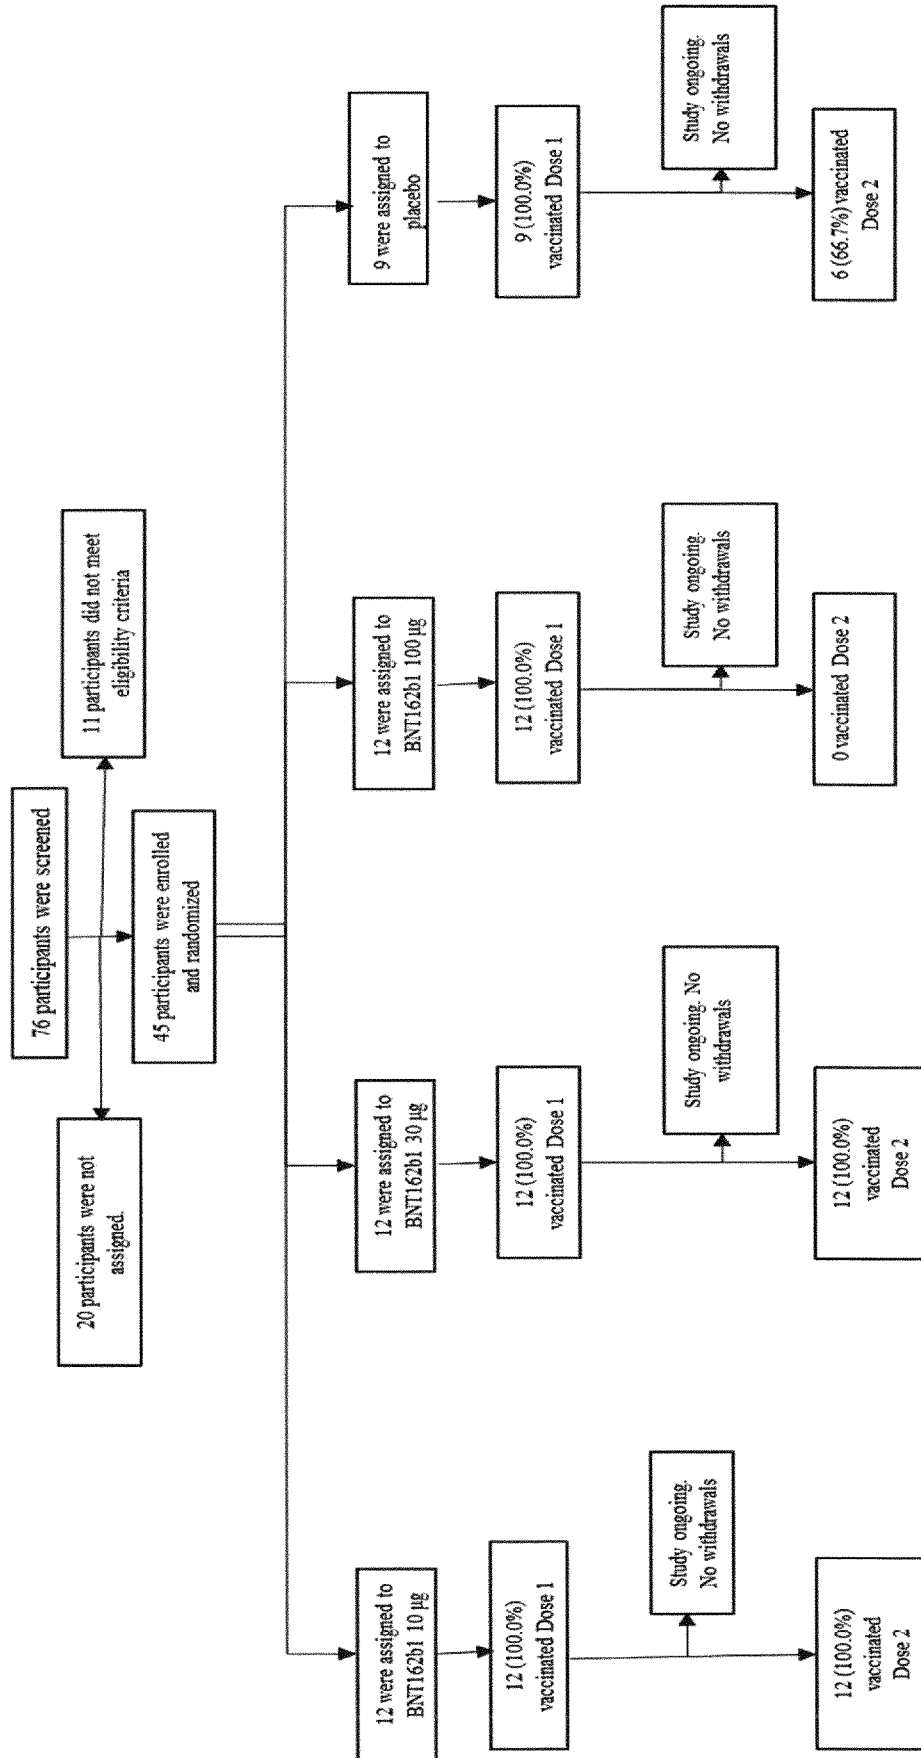 76 participants were screened
20 participants were not
assigned.
11 participants did not meet
eligibility criteria
45 participants were enrolled
and randomized
12 were assigned to
BNT162b1 10 µg
12 were assigned to
BNT162b1 30 µg
12 were assigned to
BNT162b1 100 µg
9 were assigned to
placebo
12 (100.0%)
vaccinated Dose 1
12 (100.0%)
vaccinated Dose 1
12 (100.0%)
vaccinated Dose 1
9 (100.0%)
vaccinated Dose 1
Study ongoing.
No withdrawals
Study ongoing. No
withdrawals
Study ongoing.
No withdrawals
Study ongoing.
No withdrawals
12 (100.0%)
vaccinated
Dose 2
12 (100.0%)
vaccinated
Dose 2
0 vaccinated Dose 2
6 (66.7%) vaccinated
Dose 2